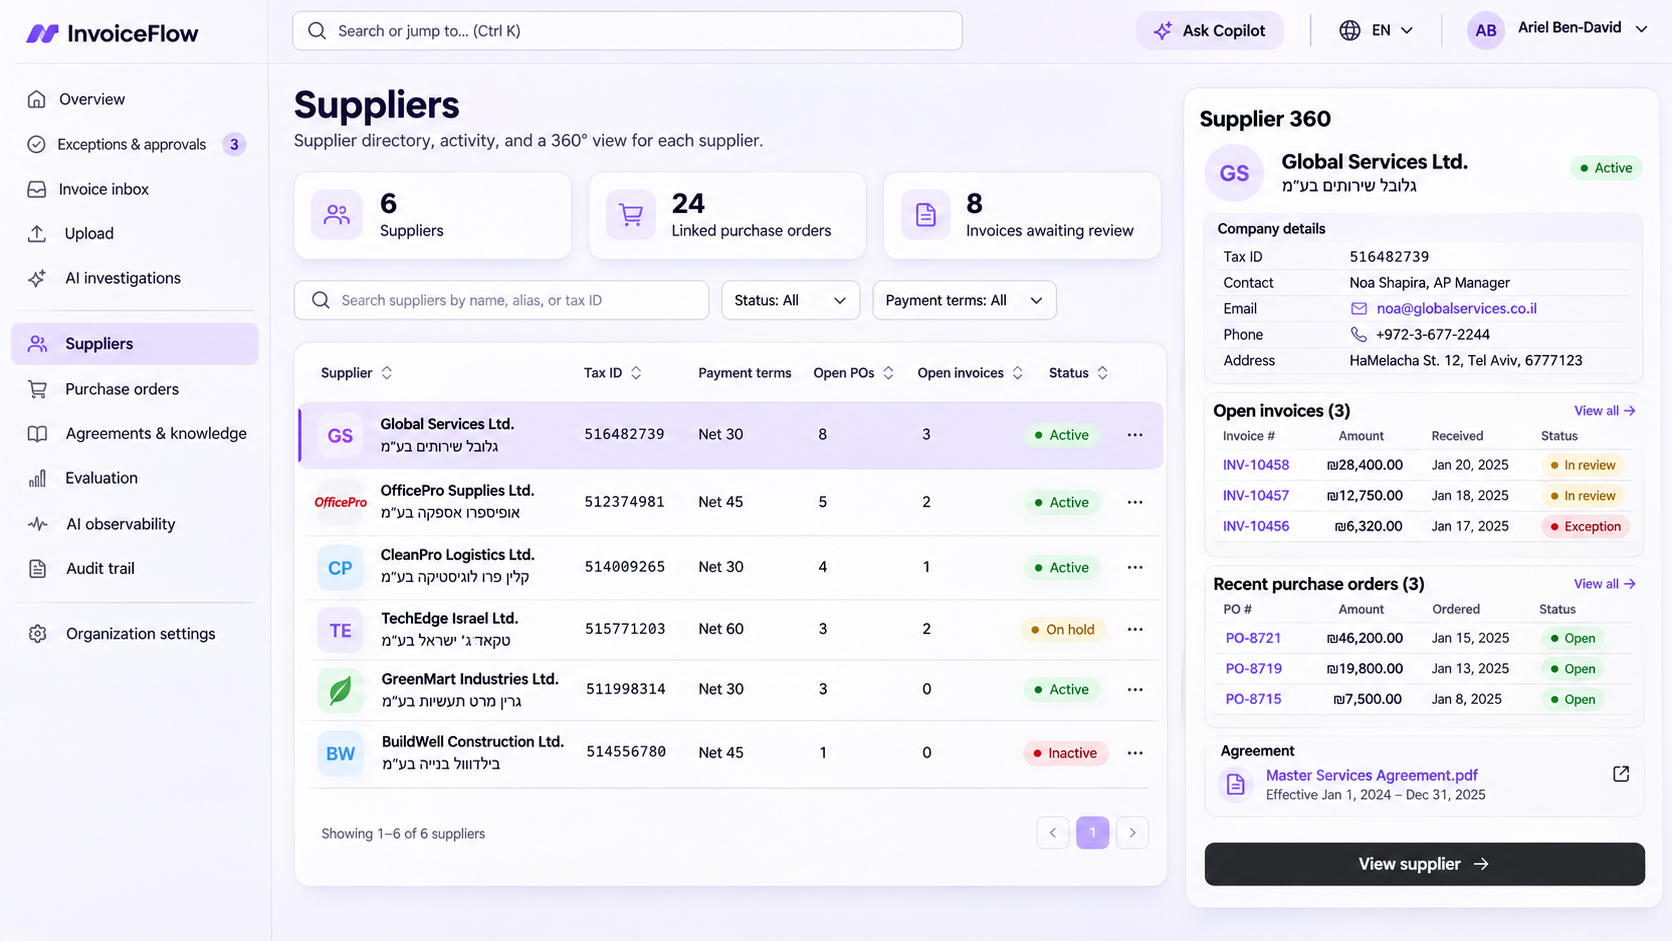 InvoiceFlow
Search or jump to... (Ctrl K)
Ask Copilot
EN
AB
Ariel Ben-David
Overview
Exceptions & approvals 3
Invoice inbox
Upload
AI investigations
Suppliers
Purchase orders
Agreements & knowledge
Evaluation
AI observability
Audit trail
Organization settings
Suppliers
Supplier directory, activity, and a 360° view for each supplier.
6
Suppliers
24
Linked purchase orders
8
Invoices awaiting review
Search suppliers by name, alias, or tax ID
Status: All
Payment terms: All
Supplier Tax ID Payment terms Open POs Open invoices Status
GS Global Services Ltd. 516482739 Net 30 8 3 Active
גלובל שירותים בע״מ
OfficePro OfficePro Supplies Ltd. 512374981 Net 45 5 2 Active
אופיספרו אספקה בע״מ
CP CleanPro Logistics Ltd. 514009265 Net 30 4 1 Active
קלין פרו לוגיסטיקה בע״מ
TE TechEdge Israel Ltd. 515771203 Net 60 3 2 On hold
טקאדג' ישראל בע״מ
GreenMart Industries Ltd. 511998314 Net 30 3 0 Active
גרין מרט תעשיות בע״מ
BW BuildWell Construction Ltd. 514556780 Net 45 1 0 Inactive
בילדוול בנייה בע״מ
Showing 1–6 of 6 suppliers
1
Supplier 360
GS
Global Services Ltd.
גלובל שירותים בע״מ
Active
Company details
Tax ID 516482739
Contact Noa Shapira, AP Manager
Email noa@globalservices.co.il
Phone +972-3-677-2244
Address HaMelacha St. 12, Tel Aviv, 6777123
Open invoices (3) View all →
Invoice # Amount Received Status
INV-10458 ₪28,400.00 Jan 20, 2025 In review
INV-10457 ₪12,750.00 Jan 18, 2025 In review
INV-10456 ₪6,320.00 Jan 17, 2025 Exception
Recent purchase orders (3) View all →
PO # Amount Ordered Status
PO-8721 ₪46,200.00 Jan 15, 2025 Open
PO-8719 ₪19,800.00 Jan 13, 2025 Open
PO-8715 ₪7,500.00 Jan 8, 2025 Open
Agreement
Master Services Agreement.pdf
Effective Jan 1, 2024 – Dec 31, 2025
View supplier →